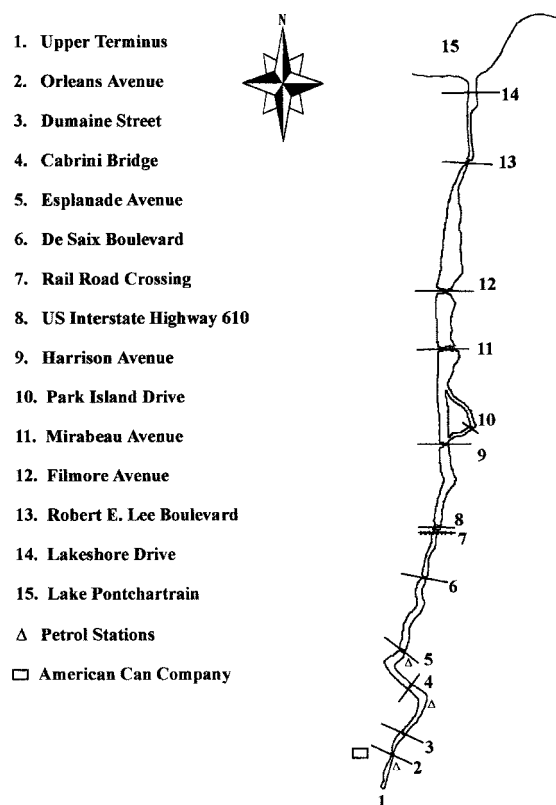 N
1. Upper Terminus
2. Orleans Avenue
3. Dumaine Street
4. Cabrini Bridge
5. Esplanade Avenue
6. De Saix Boulevard
7. Rail Road Crossing
8. US Interstate Highway 610
9. Harrison Avenue
10. Park Island Drive
11. Mirabeau Avenue
12. Filmore Avenue
13. Robert E. Lee Boulevard
14. Lakeshore Drive
15. Lake Pontchartrain
Δ Petrol Stations
American Can Company
15
14
13
12
11
10
9
8
7
6
5
Δ
4
Δ
3
2
Δ
1